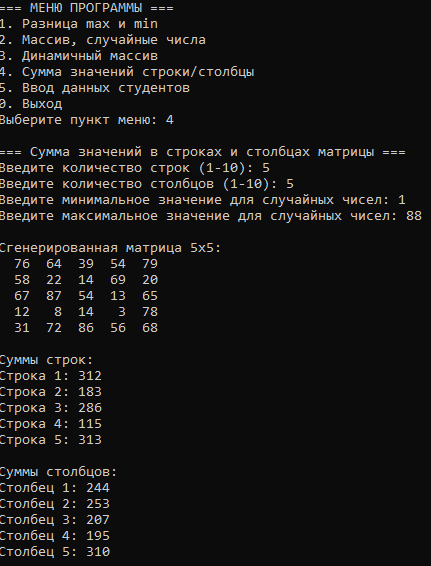 === МЕНЮ ПРОГРАММЫ ===
1. Разница max и min
2. Массив, случайные числа
3. Динамичный массив
4. Сумма значений строки/столбцы
5. Ввод данных студентов
0. Выход
Выберите пункт меню: 4
=== Сумма значений в строках и столбцах матрицы ===
Введите количество строк (1-10): 5
Введите количество столбцов (1-10): 5
Введите минимальное значение для случайных чисел: 1
Введите максимальное значение для случайных чисел: 88
Сгенерированная матрица 5x5:
76 64 39 54 79
58 22 14 69 20
67 87 54 13 65
12 8 14 3 78
31 72 86 56 68
Суммы строк:
Строка 1: 312
Строка 2: 183
Строка 3: 286
Строка 4: 115
Строка 5: 313
Суммы столбцов:
Столбец 1: 244
Столбец 2: 253
Столбец 3: 207
Столбец 4: 195
Столбец 5: 310